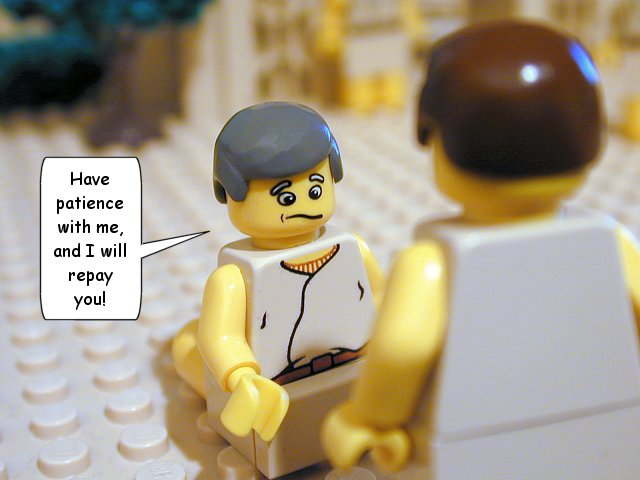 Have
patience
with me,
and I will
repay
you!